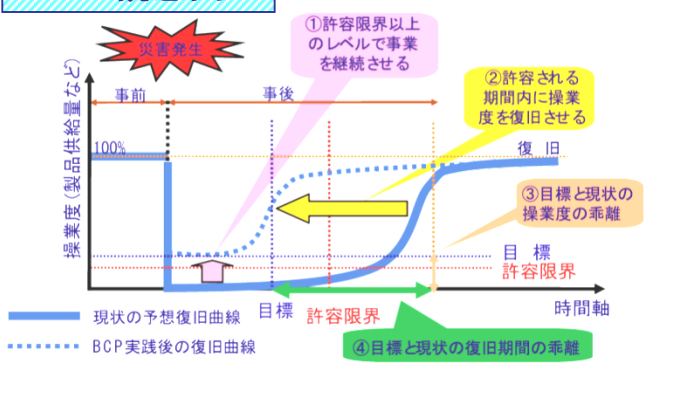 災害発生
①許容限界以上
のレベルで事業
を継続させる
②許容される
期間内に操業
度を復旧させる
事前
事後
100%
復 旧
操業度(製品供給量など)
③目標と現状の
操業度の乖離
目 標
許容限界
目標
許容限界
時間軸
現状の予想復旧曲線
BCP実践後の復旧曲線
④目標と現状の復旧期間の乖離